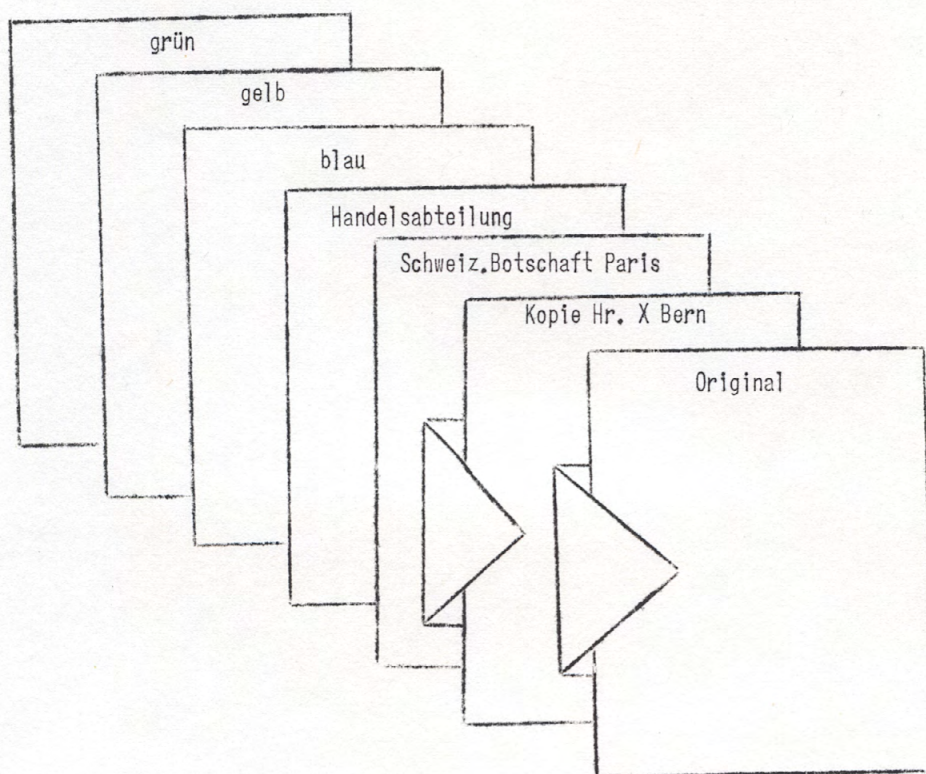 grün
gelb
blau
Handelsabteilung
Schweiz.Botschaft Paris
Kopie Hr. X Bern
Original